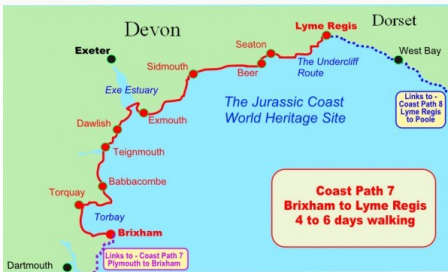 Devon
Dorset
Lyme Regis
Exeter
Seaton
West Bay
Sidmouth
Beer
The Undercliff
Route
Exe Estuary
Links to -
Coast Path 8
Lyme Regis
to Poole
The Jurassic Coast
World Heritage Site
Exmouth
Dawlish
Teignmouth
Babbacombe
Coast Path 7
Brixham to Lyme Regis
4 to 6 days walking
Torquay
Torbay
Brixham
Links to - Coast Path 7
Plymouth to Brixham
Dartmouth